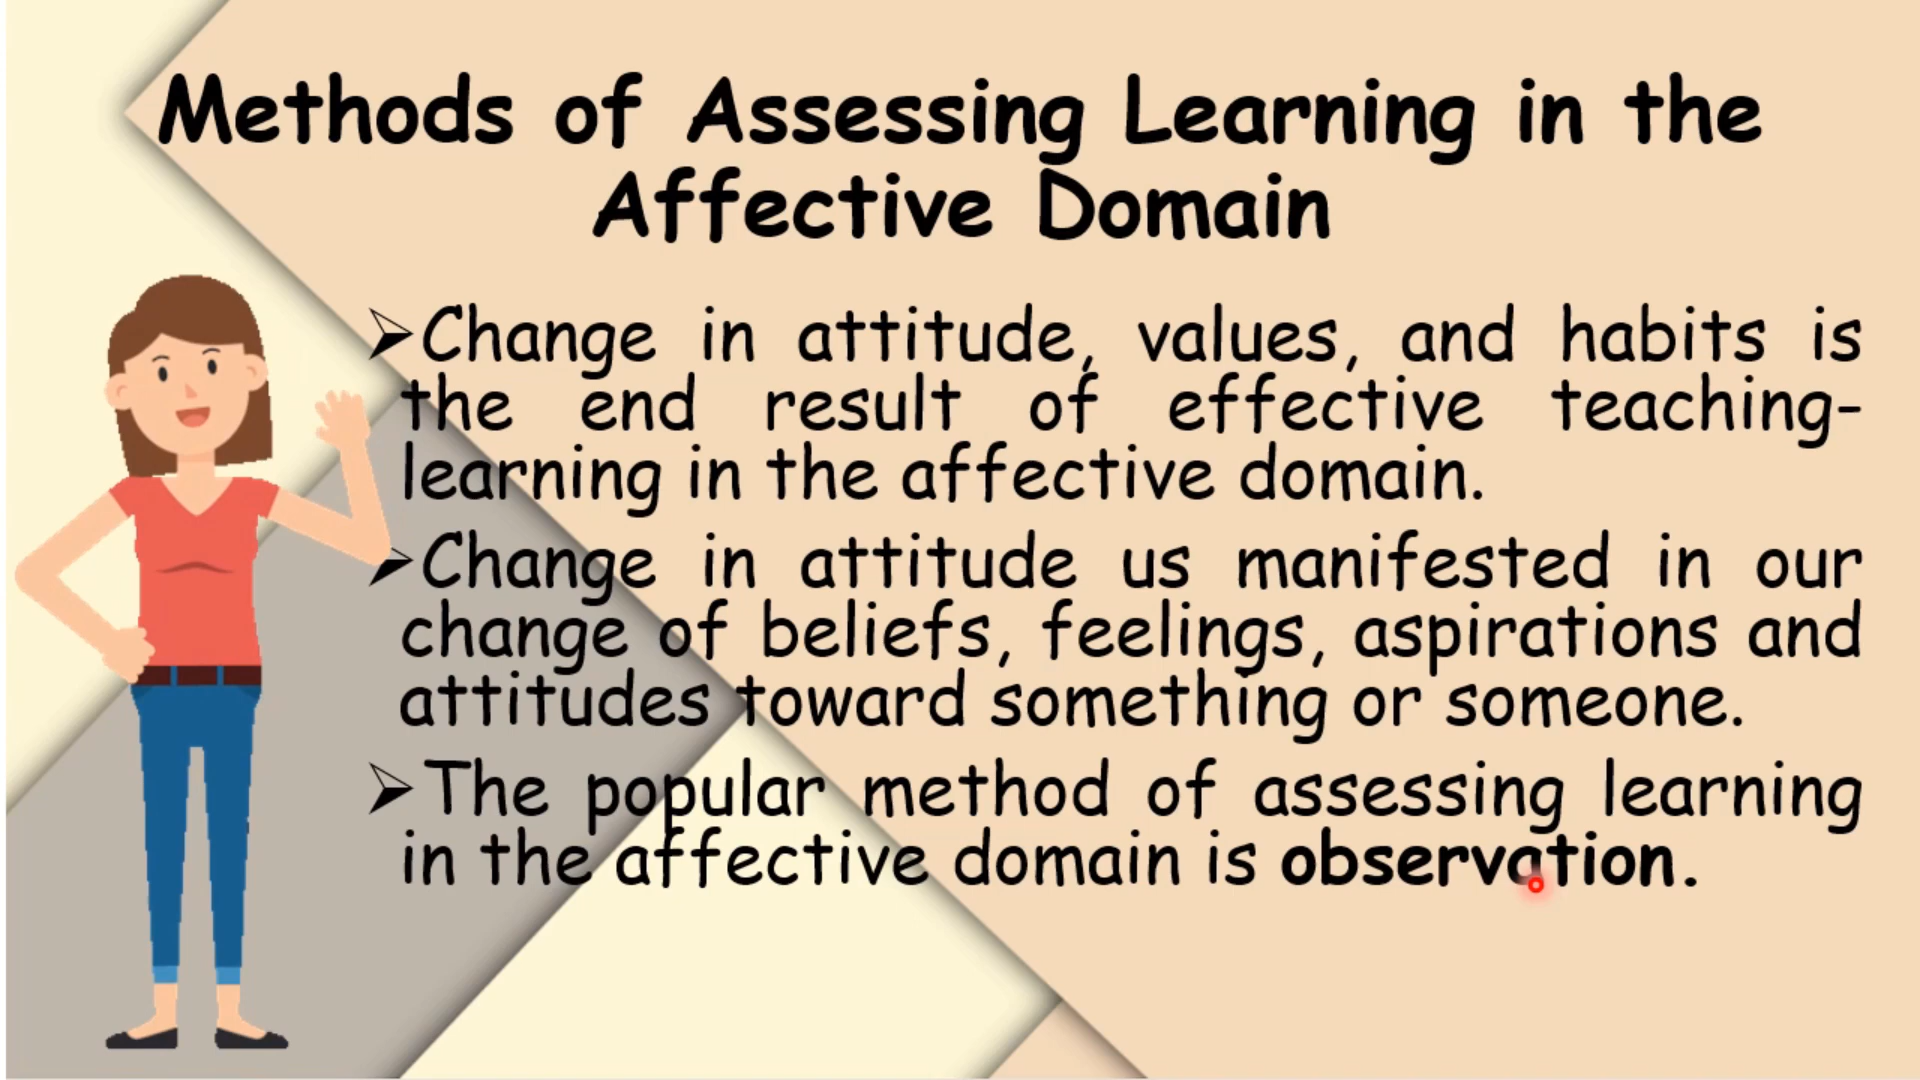 Methods of Assessing Learning in the
Affective Domain
➢Change in attitude, values, and habits is
the end result of effective teaching-
learning in the affective domain.
➢Change in attitude us manifested in our
change of beliefs, feelings, aspirations and
attitudes toward something or someone.
➢The popular method of assessing learning
in the affective domain is observation.